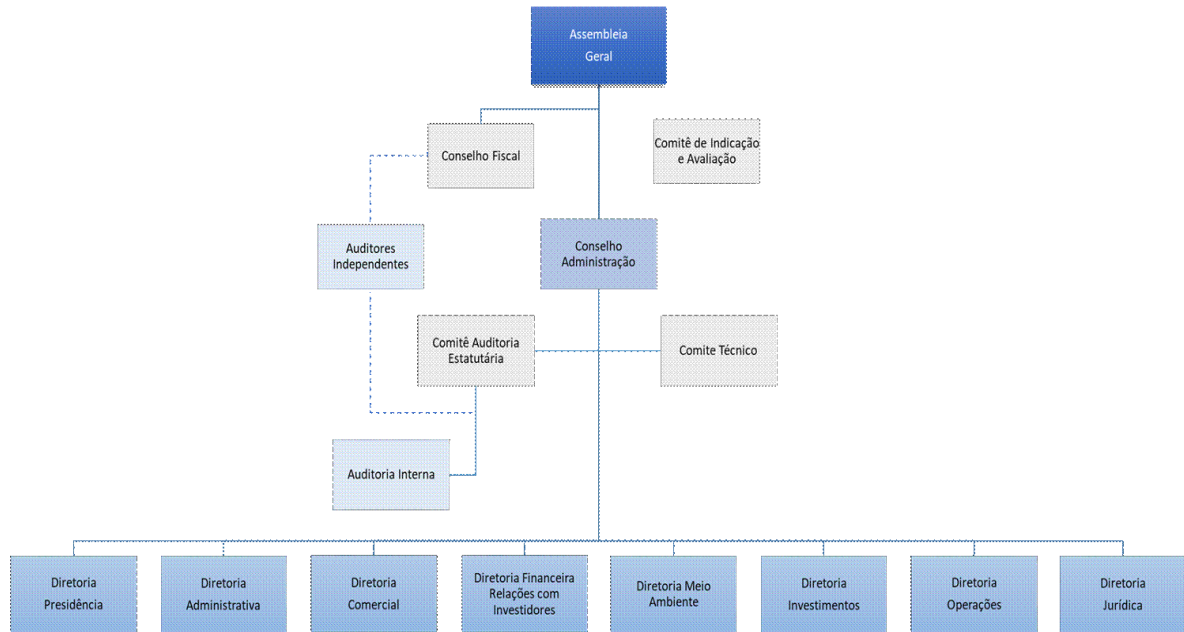 Assembleia
Geral
Conselho Fiscal
Comitê de Indicação
e Avaliação
Auditores
Independentes
Conselho
Administração
Comitê Auditoria
Estatutária
Comite Técnico
Auditoria Interna
Diretoria
Presidência
Diretoria
Administrativa
Diretoria
Comercial
Diretoria Financeira
Relações com
Investidores
Diretoria Meio
Ambiente
Diretoria
Investimentos
Diretoria
Operações
Diretoria
Jurídica